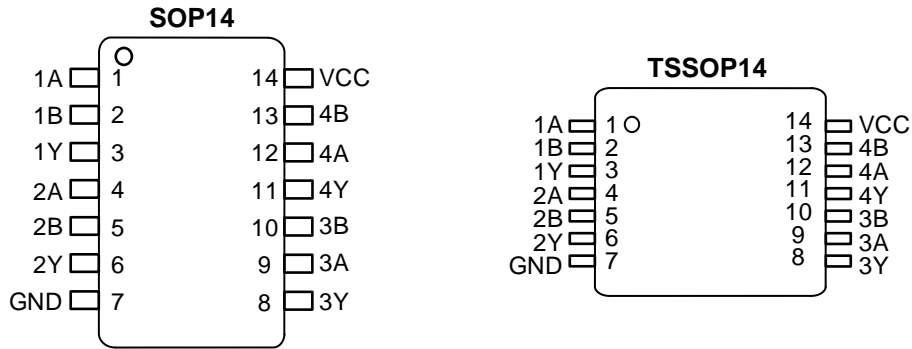 SOP14
1A 1 14 VCC
1B 2 13 4B
1Y 3 12 4A
2A 4 11 4Y
2B 5 10 3B
2Y 6 9 3A
GND 7 8 3Y
TSSOP14
1A 1 14 VCC
1B 2 13 4B
1Y 3 12 4A
2A 4 11 4Y
2B 5 10 3B
2Y 6 9 3A
GND 7 8 3Y